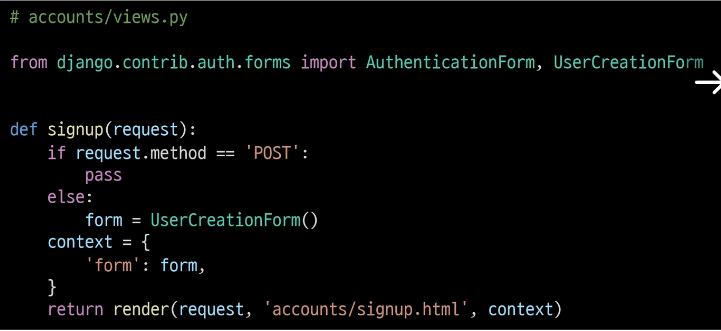 # accounts/views.py
from django.contrib.auth.forms import AuthenticationForm, UserCreationForm
def signup(request):
    if request.method == 'POST':
        pass
    else:
        form = UserCreationForm()
    context = {
        'form': form,
    }
    return render(request, 'accounts/signup.html', context)